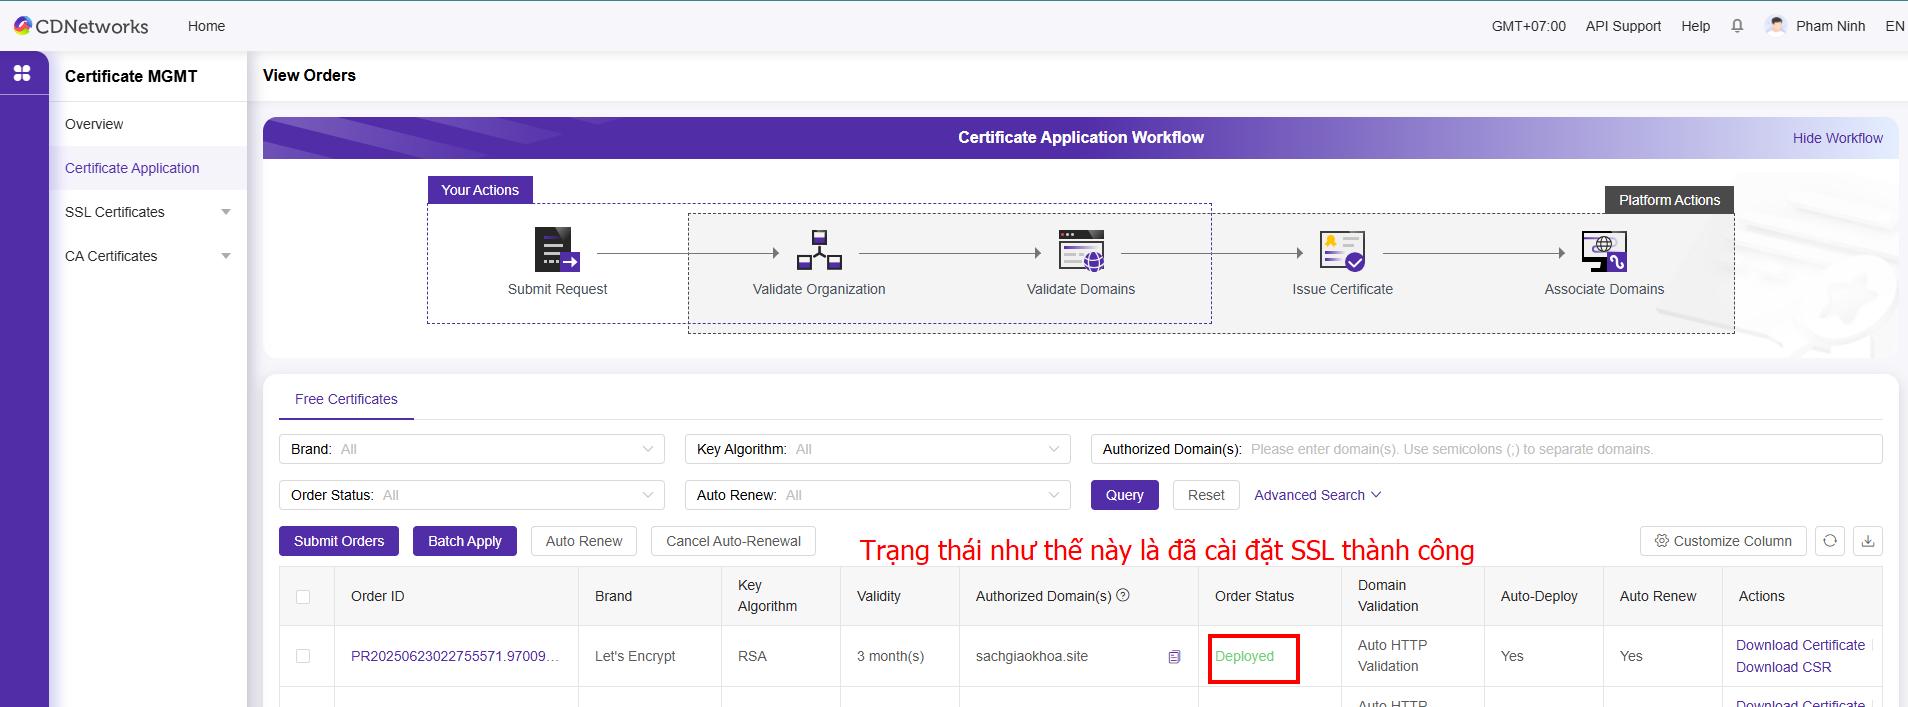 CDNetworks
Home
GMT+07:00 API Support Help Pham Ninh EN
Certificate MGMT
Overview
Certificate Application
SSL Certificates
CA Certificates
View Orders
Certificate Application Workflow
Hide Workflow
Your Actions
Platform Actions
Submit Request
Validate Organization
Validate Domains
Issue Certificate
Associate Domains
Free Certificates
Brand: All
Key Algorithm: All
Authorized Domain(s): Please enter domain(s). Use semicolons (;) to separate domains.
Order Status: All
Auto Renew: All
Query
Reset
Advanced Search
Submit Orders
Batch Apply
Auto Renew
Cancel Auto-Renewal
Trạng thái như thế này là đã cài đặt SSL thành công
Customize Column
Order ID
Brand
Key
Algorithm
Validity
Authorized Domain(s)
Order Status
Domain
Validation
Auto-Deploy
Auto Renew
Actions
PR20250623022755571.97009...
Let's Encrypt
RSA
3 month(s)
sachgiaokhoa.site
Deployed
Auto HTTP
Validation
Yes
Yes
Download Certificate
Download CSR
Auto HTTP
Download Certificate